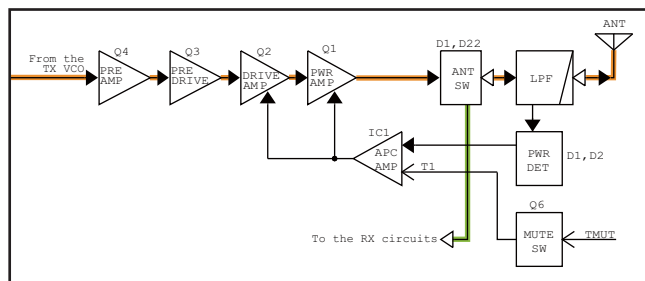 ANT
Q4
Q3
Q2
Q1
D1,D22
From the
TX VCO
PRE
AMP
PRE
DRIVE
DRIVE
AMP
PWR
AMP
ANT
SW
LPF
IC1
APC
AMP
T1
PWR
DET
D1,D2
Q6
To the RX circuits
MUTE
SW
TMUT